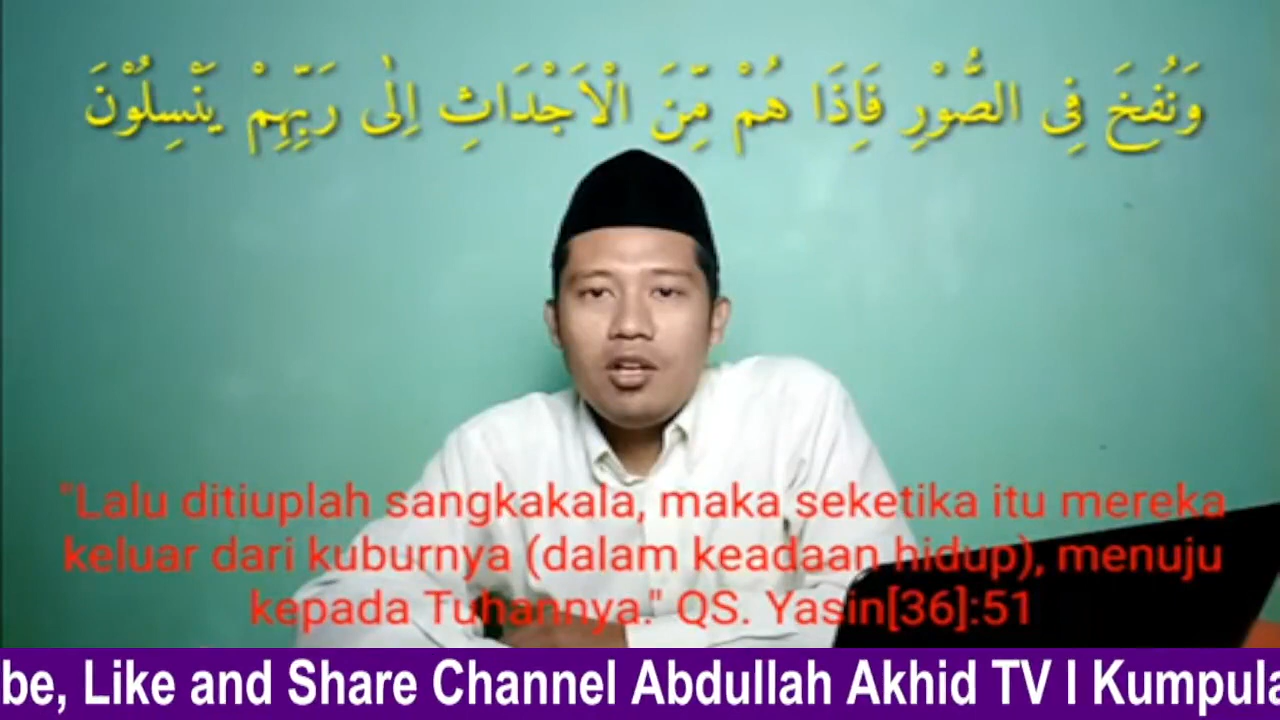 وَنُفِخَ فِى الصُّوْرِ فَاِذَا هُمْ مِّنَ الْاَجْدَاثِ اِلٰى رَبِّهِمْ يَنْسِلُوْنَ
"Lalu ditiuplah sangkakala, maka seketika itu mereka
keluar dari kuburnya (dalam keadaan hidup), menuju
kepada Tuhannya." QS. Yasin[36]:51
be, Like and Share Channel Abdullah Akhid TV I Kumpula